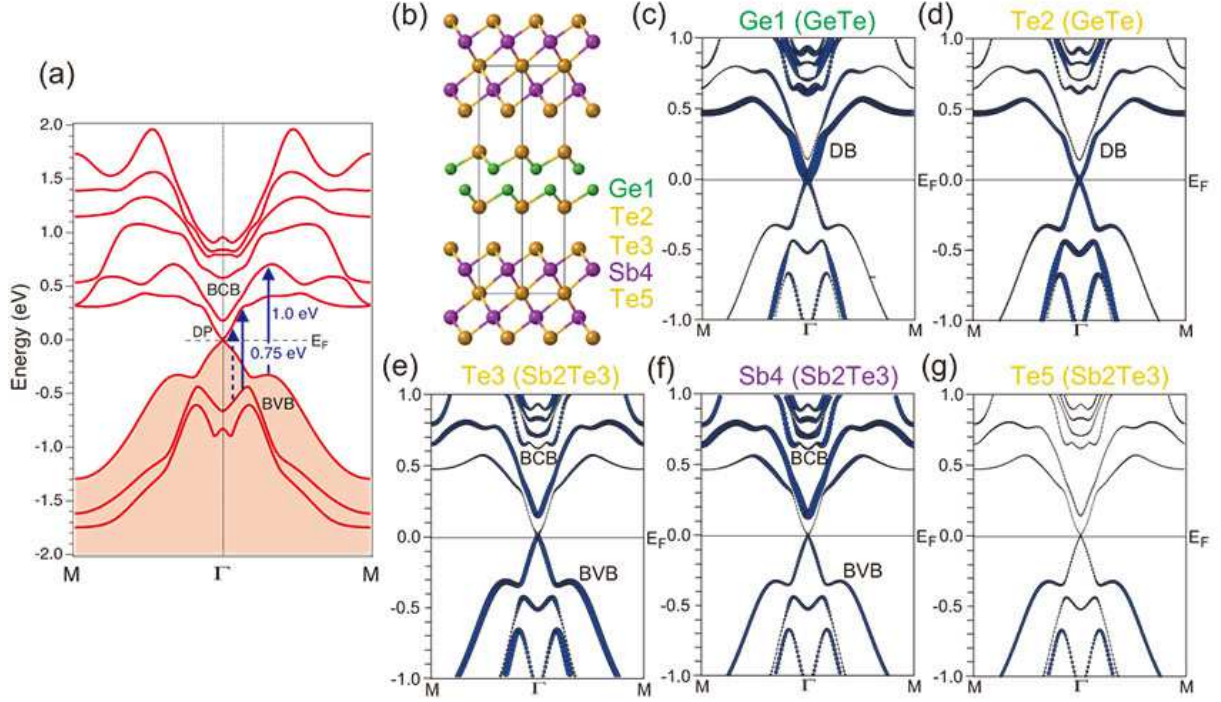 (a)
2.0
1.5
1.0
0.5
0.0
-0.5
-1.0
-1.5
-2.0
Energy (eV)
BCB
DP
E_F
1.0 eV
0.75 eV
BVB
M Γ M
(b)
Ge1
Te2
Te3
Sb4
Te5
(c) Ge1 (GeTe)
1.0
0.5
0.0
-0.5
-1.0
DB
E_F
M Γ M
(d) Te2 (GeTe)
1.0
0.5
0.0
-0.5
-1.0
DB
E_F
M Γ M
(e) Te3 (Sb2Te3)
1.0
0.5
0.0
-0.5
-1.0
BCB
E_F
BVB
M Γ M
(f) Sb4 (Sb2Te3)
1.0
0.5
0.0
-0.5
-1.0
BCB
E_F
BVB
M Γ M
(g) Te5 (Sb2Te3)
1.0
0.5
0.0
-0.5
-1.0
E_F
M Γ M